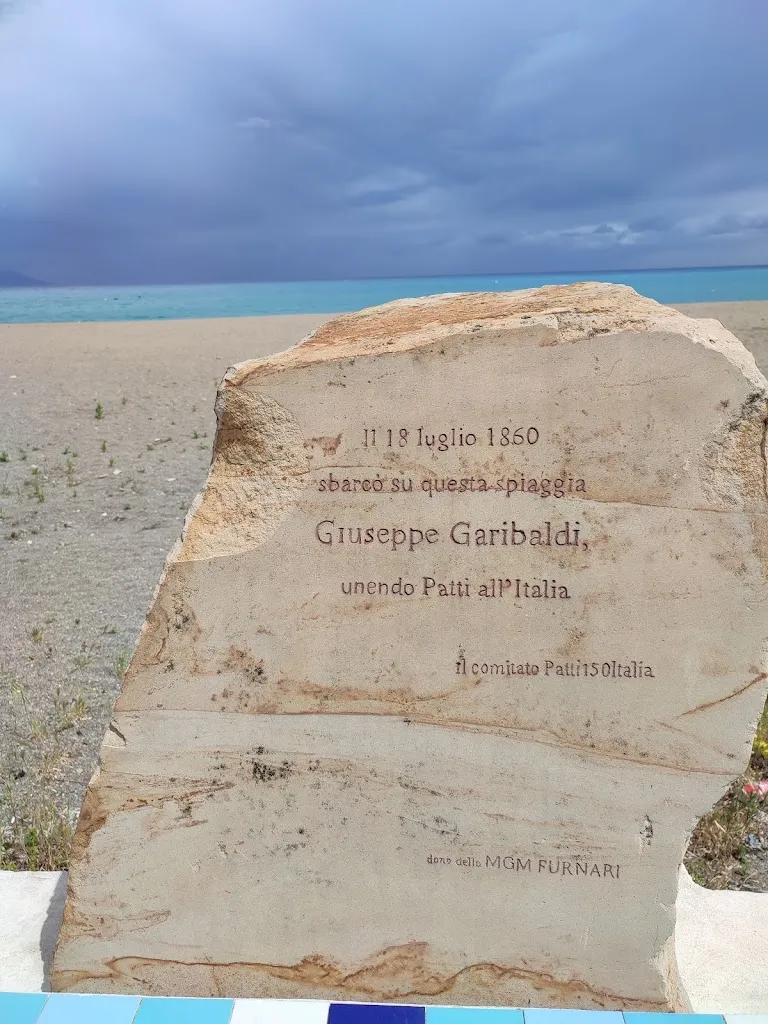 Il 18 luglio 1860
sbarcò su questa spiaggia
Giuseppe Garibaldi,
unendo Patti all'Italia
il comitato Patti150Italia
dono della MGM FURNARI